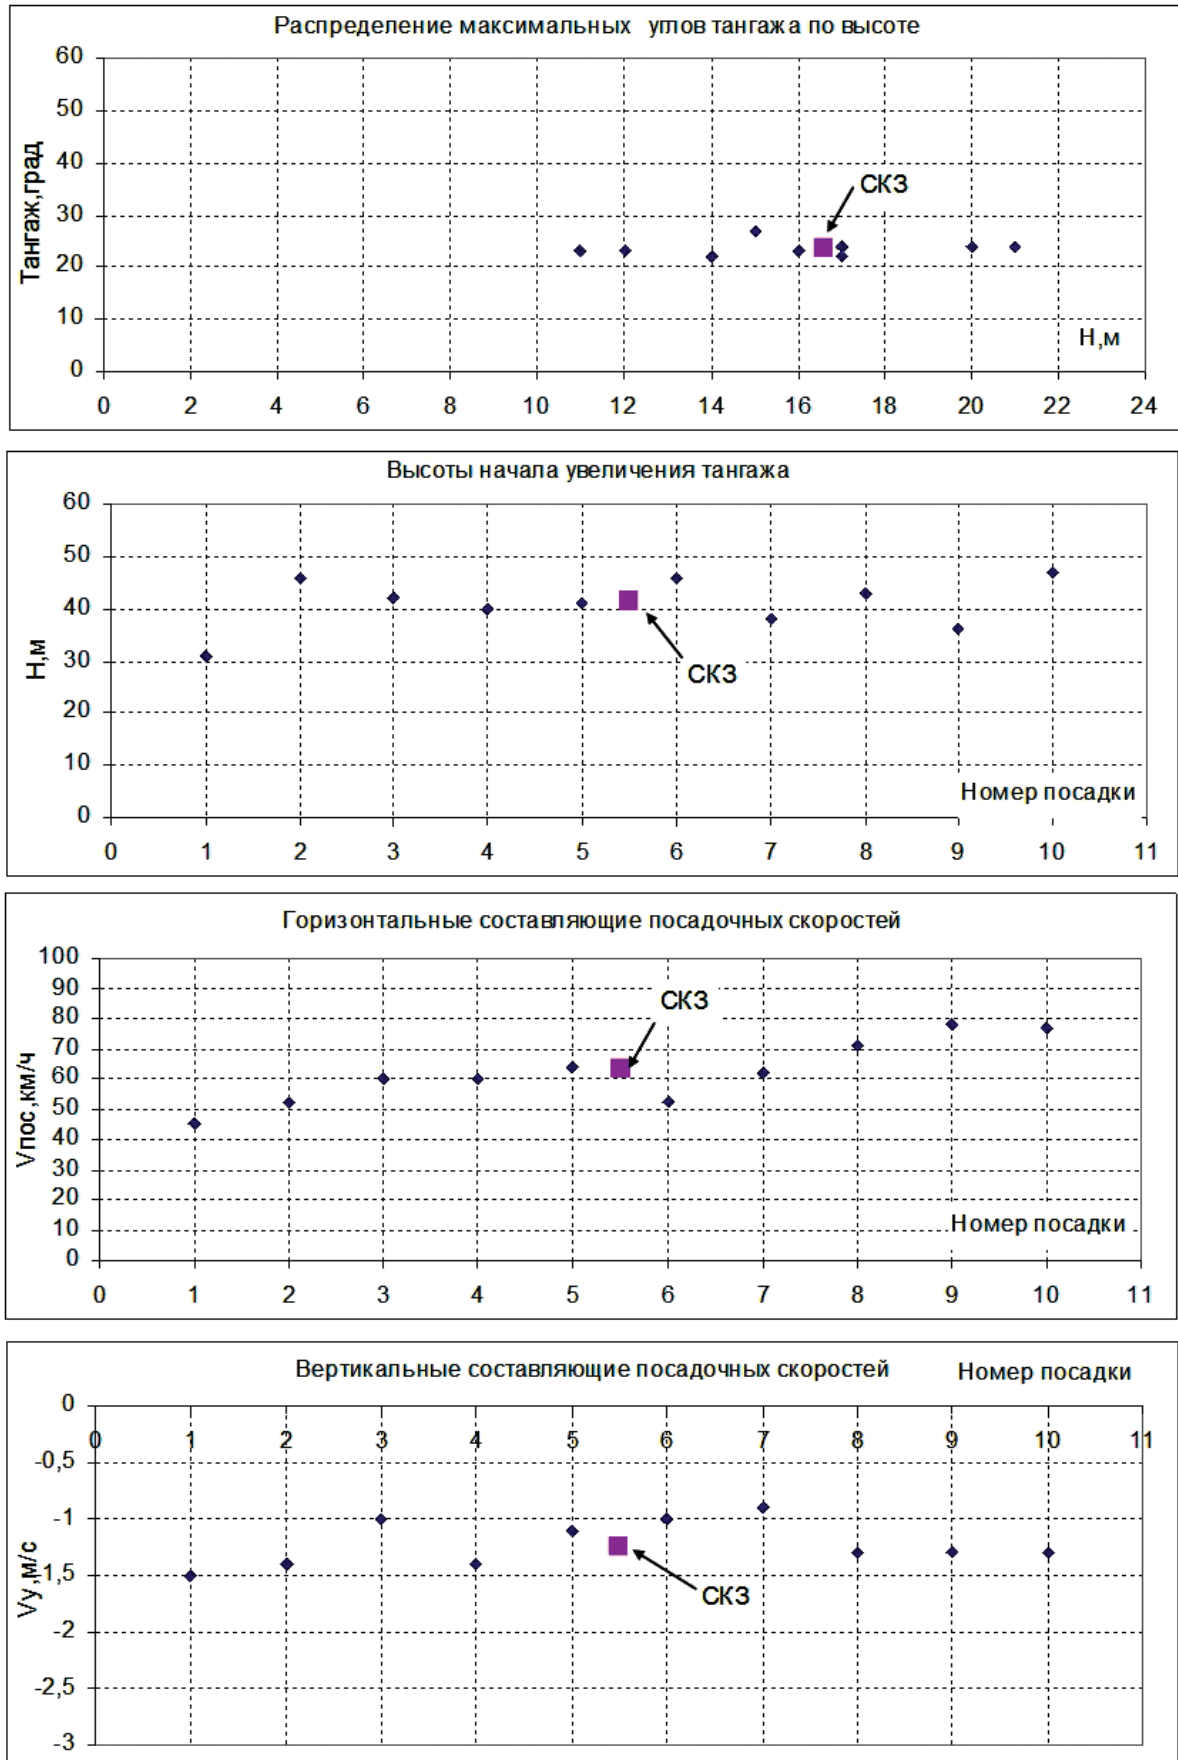 Распределение максимальных углов тангажа по высоте
60
50
40
30
20
10
0
Тангаж,град
СКЗ
Н,м
0 2 4 6 8 10 12 14 16 18 20 22 24
Высоты начала увеличения тангажа
60
50
40
30
20
10
0
Н,м
СКЗ
Номер посадки
0 1 2 3 4 5 6 7 8 9 10 11
Горизонтальные составляющие посадочных скоростей
100
90
80
70
60
50
40
30
20
10
0
Vпос,км/ч
СКЗ
Номер посадки
0 1 2 3 4 5 6 7 8 9 10 11
Вертикальные составляющие посадочных скоростей
Номер посадки
0
0 1 2 3 4 5 6 7 8 9 10 11
-0,5
-1
-1,5
-2
-2,5
-3
Vу,м/с
СКЗ